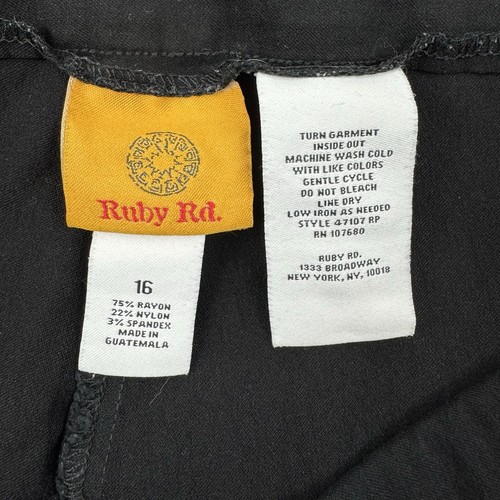 Ruby Rd.
16
75% RAYON
22% NYLON
3% SPANDEX
MADE IN
GUATEMALA
TURN GARMENT
INSIDE OUT
MACHINE WASH COLD
WITH LIKE COLORS
GENTLE CYCLE
DO NOT BLEACH
LINE DRY
LOW IRON AS NEEDED
STYLE 47107 RP
RN 107680
RUBY RD.
1333 BROADWAY
NEW YORK, NY, 10018